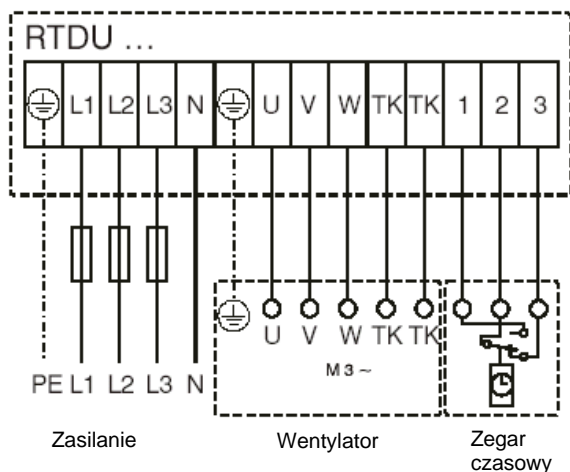 RTDU ...
L1 L2 L3 N U V W TK TK 1 2 3
U V W TK TK
M 3 ~
PE L1 L2 L3 N
Zasilanie Wentylator Zegar
czasowy